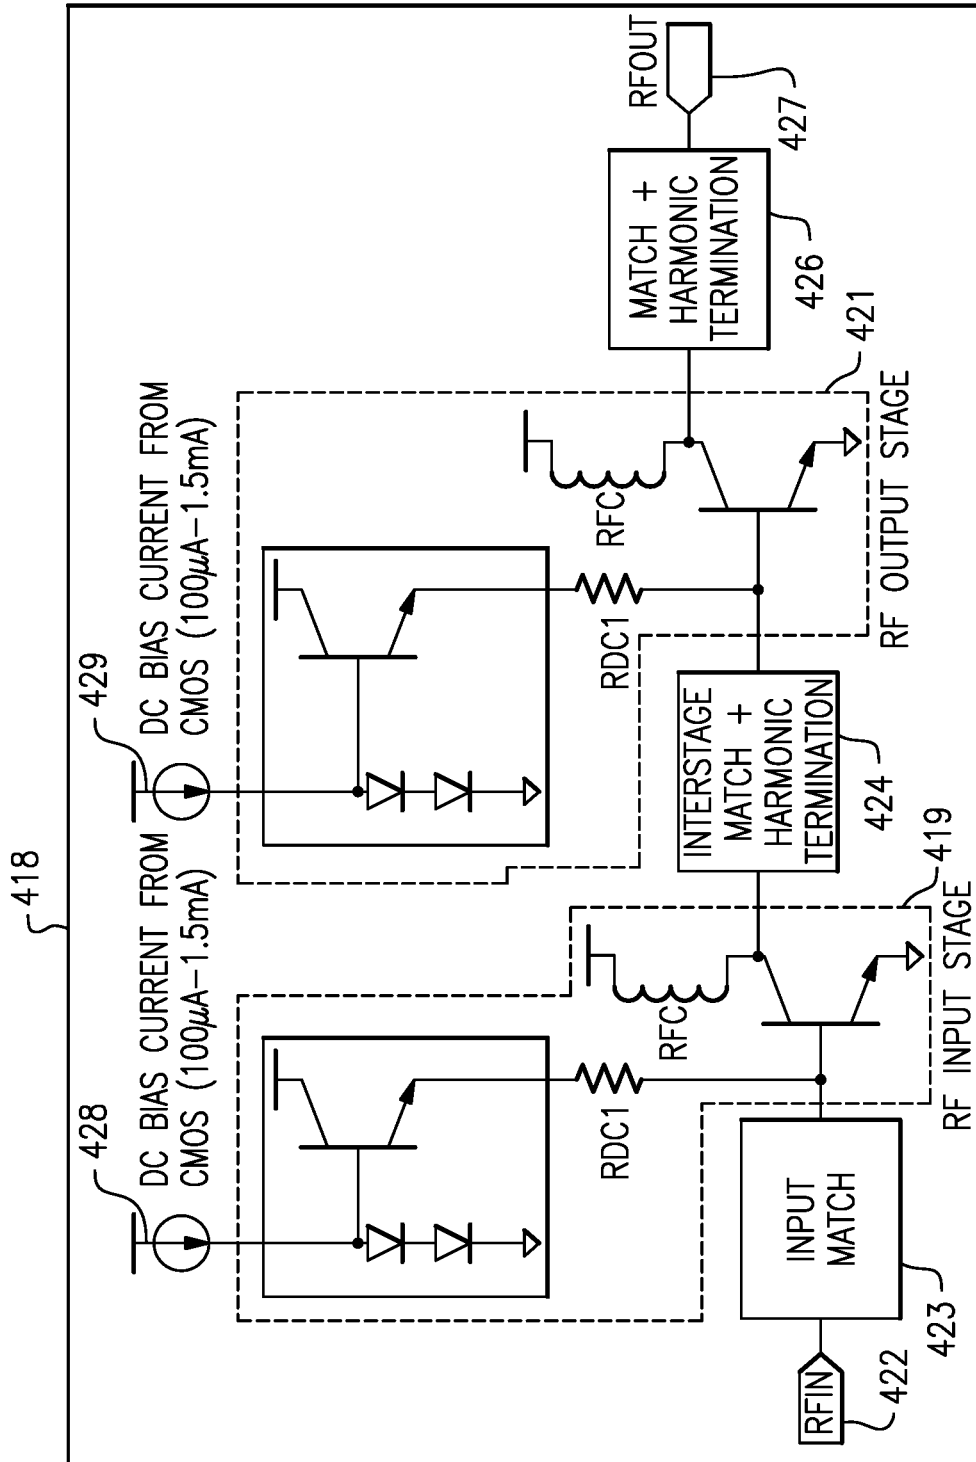 418
428
DC BIAS CURRENT FROM
CMOS (100μA-1.5mA)
429
DC BIAS CURRENT FROM
CMOS (100μA-1.5mA)
RDC1
RFC
RDC1
RFC
RFIN
422
INPUT
MATCH
423
RF INPUT STAGE
419
INTERSTAGE
MATCH +
HARMONIC
TERMINATION
424
RF OUTPUT STAGE
421
MATCH +
HARMONIC
TERMINATION
426
RFOUT
427